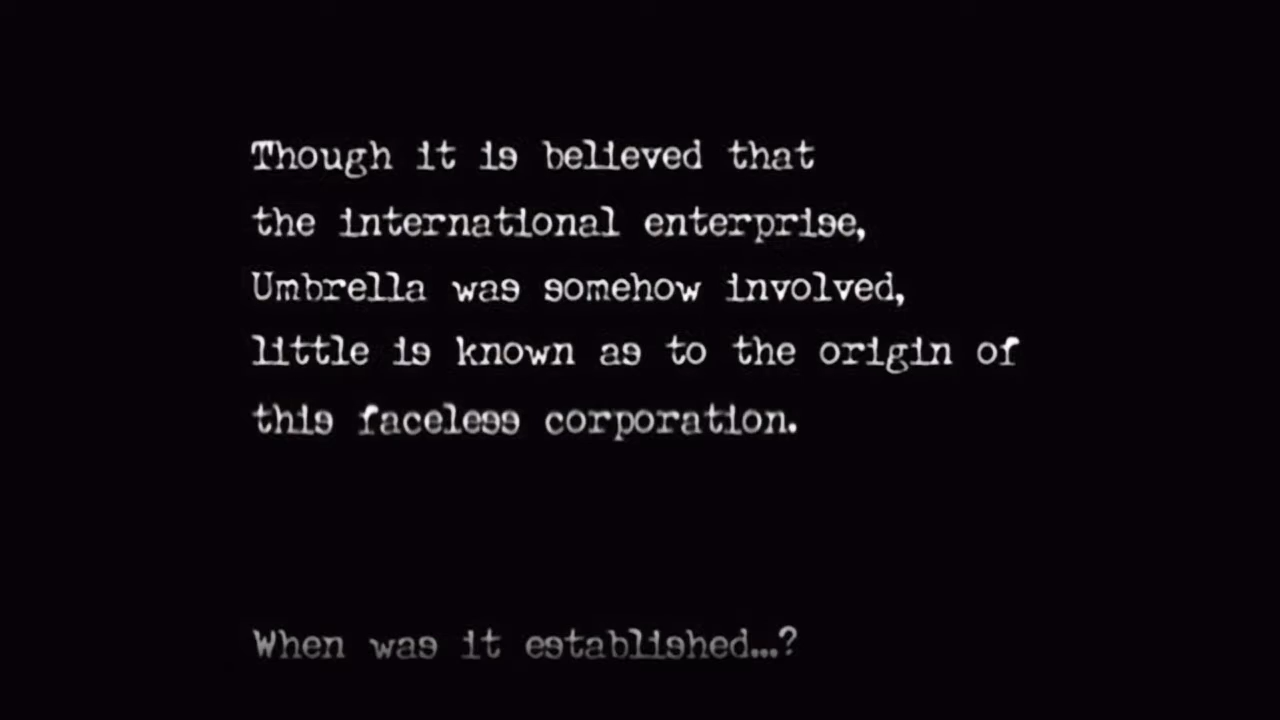 Though it is believed that
the international enterprise,
Umbrella was somehow involved,
little is known as to the origin of
this faceless corporation.
When was it established...?